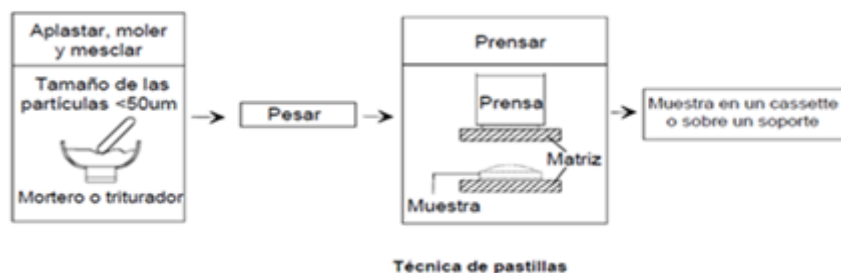 Aplastar, moler
y mesclar
Tamaño de las
partículas <50um
Mortero o triturador
Pesar
Prensar
Prensa
Matriz
Muestra
Muestra en un cassette
o sobre un soporte
Técnica de pastillas